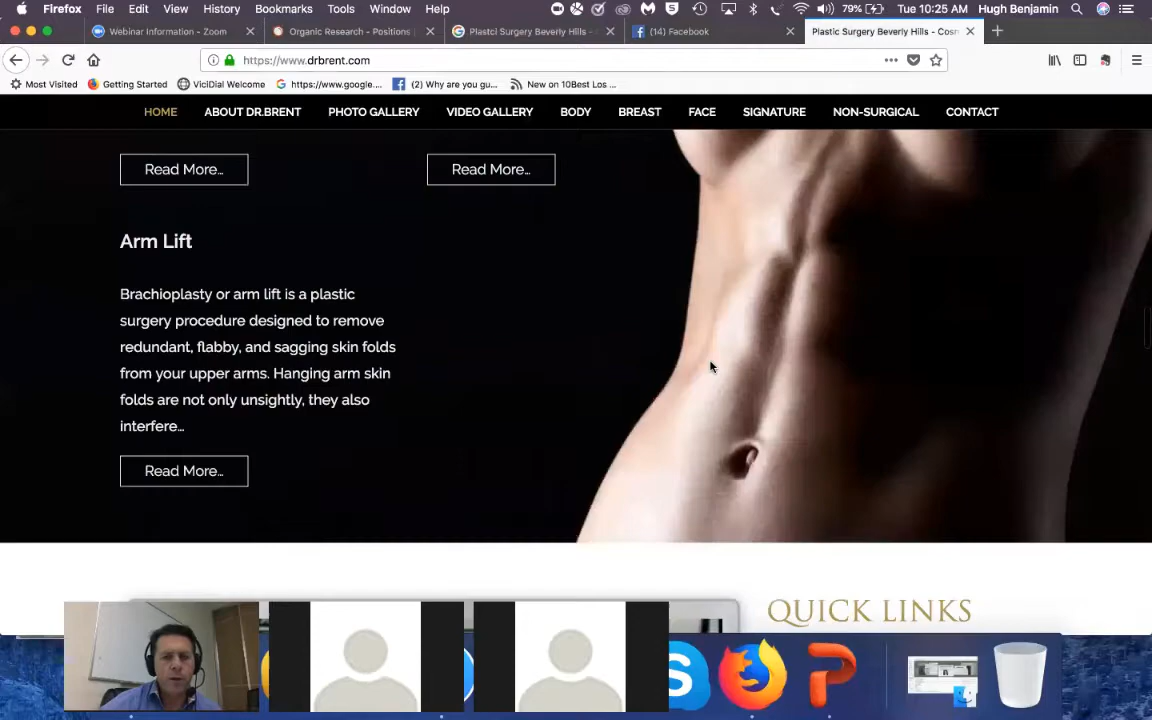 Firefox File Edit View History Bookmarks Tools Window Help 79% Tue 10:25 AM Hugh Benjamin
Webinar Information - Zoom Organic Research - Positions Plastci Surgery Beverly Hills - (14) Facebook Plastic Surgery Beverly Hills - Cosm
https://www.drbrent.com
Most Visited Getting Started ViciDial Welcome https://www.google.... (2) Why are you gu... New on 10Best Los ...
HOME ABOUT DR.BRENT PHOTO GALLERY VIDEO GALLERY BODY BREAST FACE SIGNATURE NON-SURGICAL CONTACT
Read More... Read More...
Arm Lift
Brachioplasty or arm lift is a plastic
surgery procedure designed to remove
redundant, flabby, and sagging skin folds
from your upper arms. Hanging arm skin
folds are not only unsightly, they also
interfere...
Read More...
QUICK LINKS